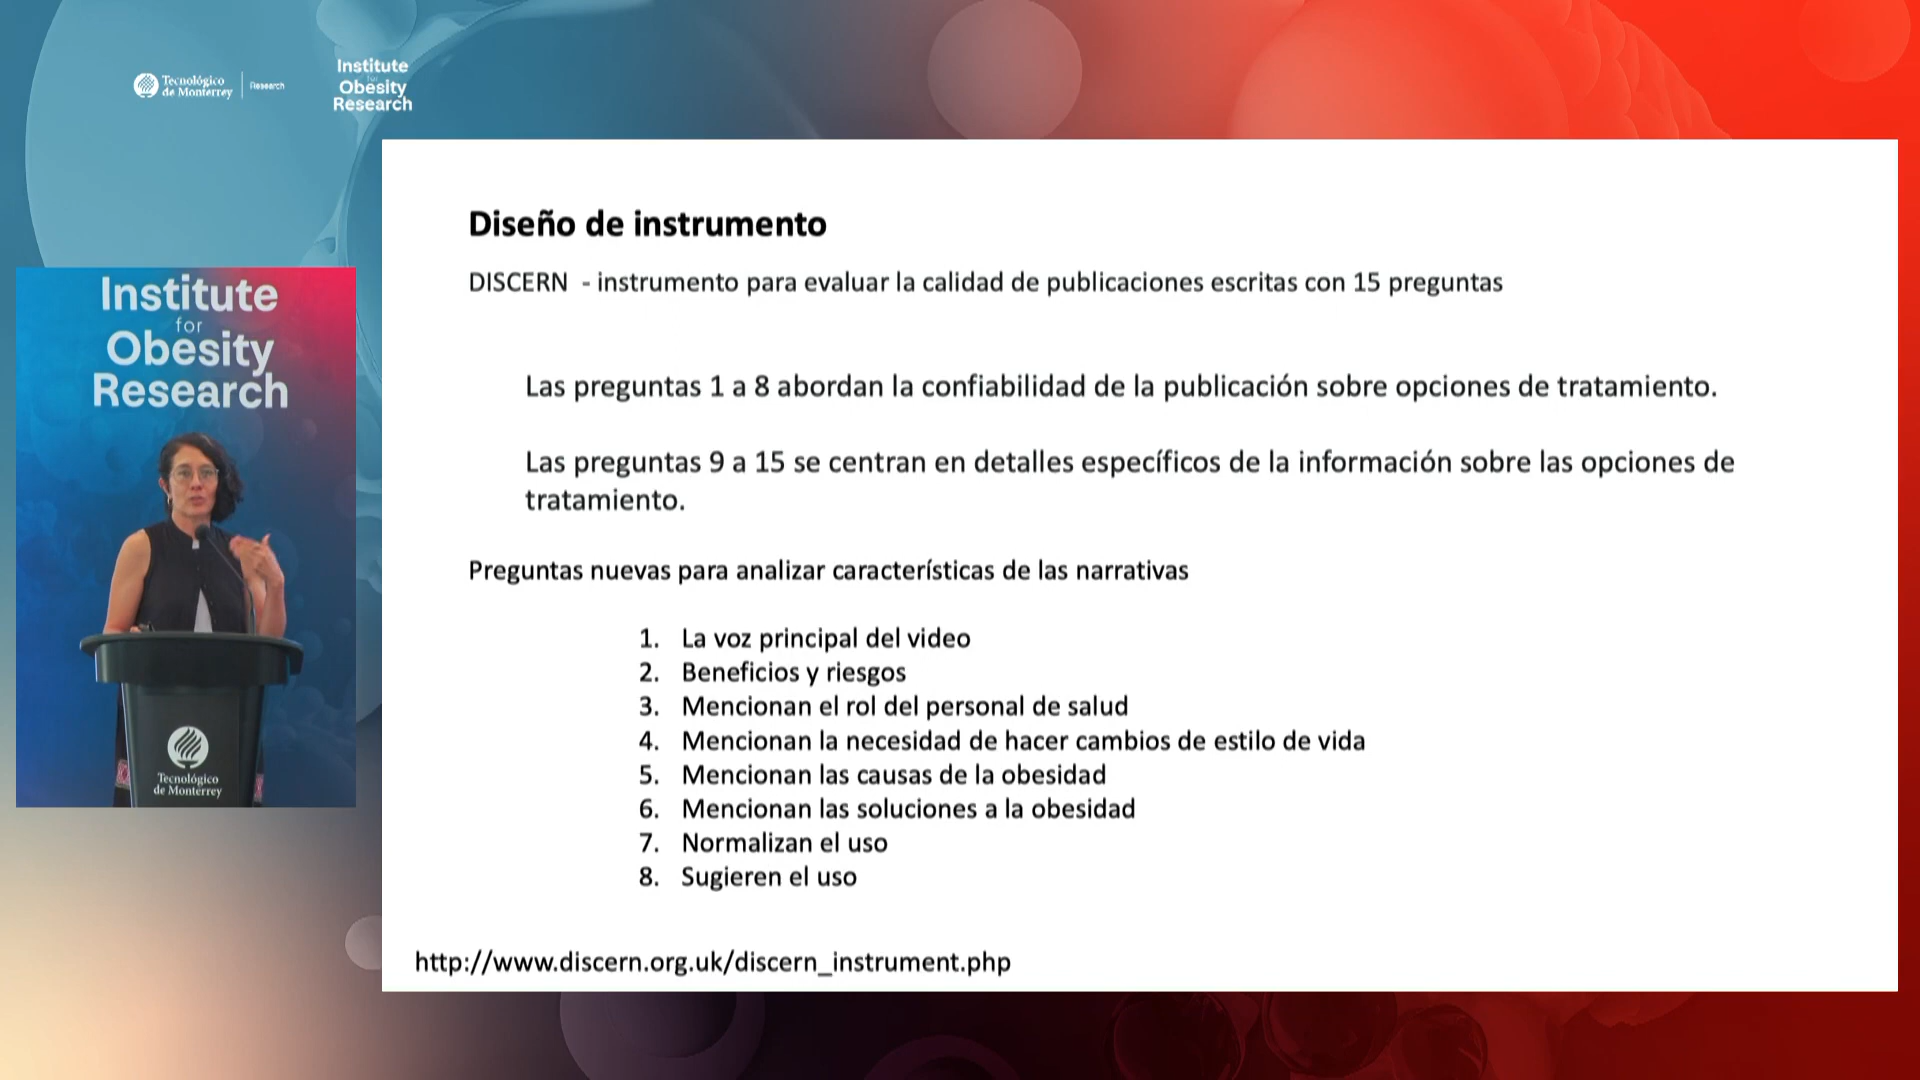 Tecnológico
de Monterrey
Research
Institute
for
Obesity
Research
Diseño de instrumento
DISCERN - instrumento para evaluar la calidad de publicaciones escritas con 15 preguntas
Las preguntas 1 a 8 abordan la confiabilidad de la publicación sobre opciones de tratamiento.
Las preguntas 9 a 15 se centran en detalles específicos de la información sobre las opciones de
tratamiento.
Preguntas nuevas para analizar características de las narrativas
1. La voz principal del video
2. Beneficios y riesgos
3. Mencionan el rol del personal de salud
4. Mencionan la necesidad de hacer cambios de estilo de vida
5. Mencionan las causas de la obesidad
6. Mencionan las soluciones a la obesidad
7. Normalizan el uso
8. Sugieren el uso
http://www.discern.org.uk/discern_instrument.php
Institute
for
Obesity
Research
Tecnológico
de Monterrey